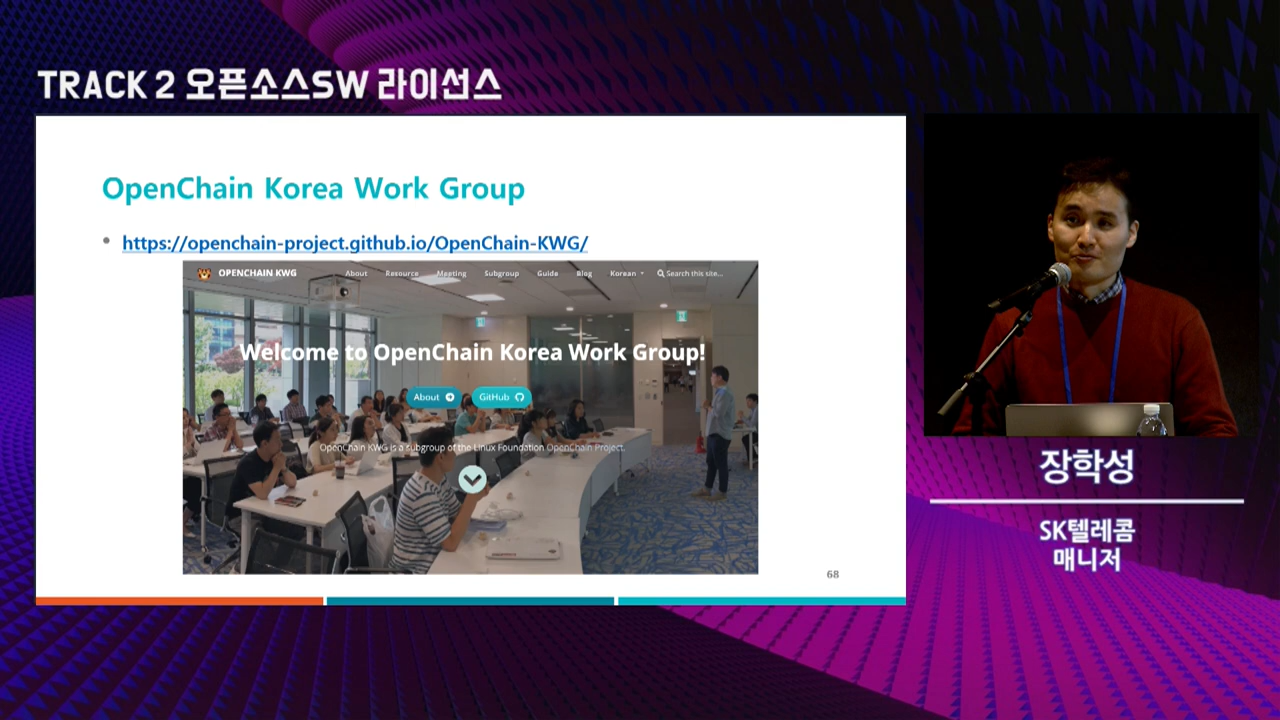 TRACK 2 오픈소스SW 라이선스
OpenChain Korea Work Group
• https://openchain-project.github.io/OpenChain-KWG/
OPENCHAIN KWG About Resource Meeting Subgroup Guide Blog Korean Search this site...
Welcome to OpenChain Korea Work Group!
About GitHub
OpenChain KWG is a subgroup of the Linux Foundation OpenChain Project.
68
장학성
SK텔레콤
매니저